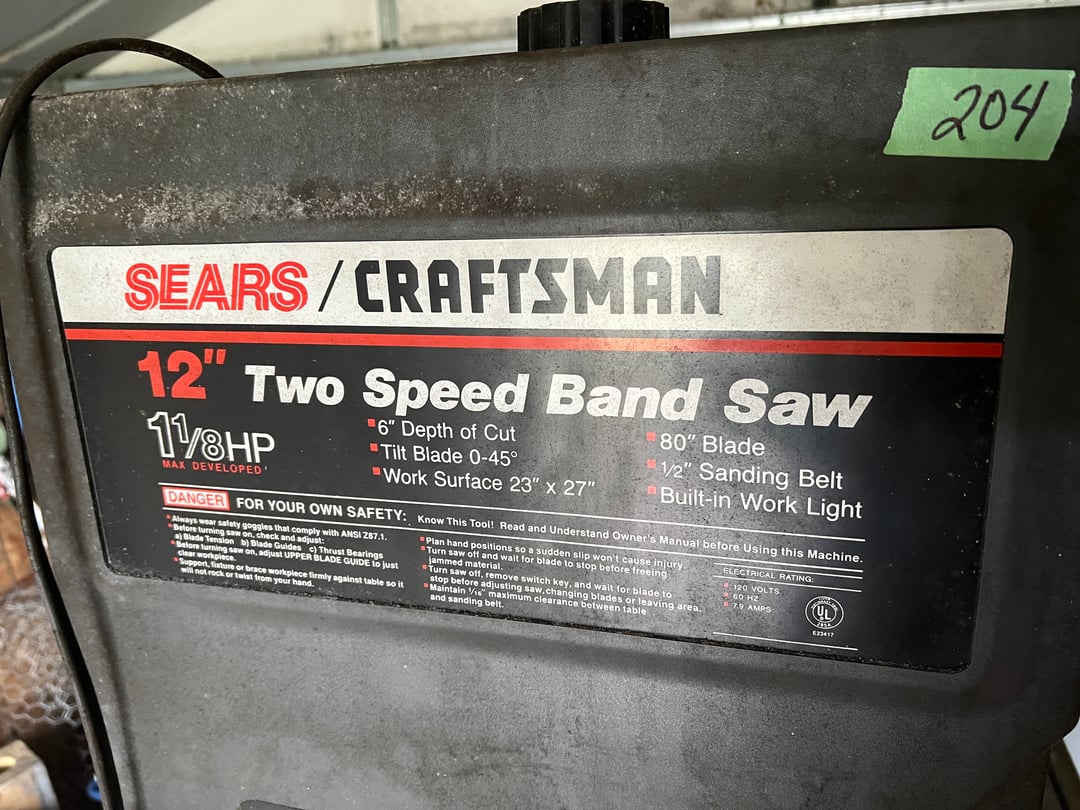 204
SEARS / CRAFTSMAN
12" Two Speed Band Saw
1 1/8 HP
MAX DEVELOPED
6" Depth of Cut
Tilt Blade 0-45°
Work Surface 23" x 27"
80" Blade
1/2" Sanding Belt
Built-in Work Light
DANGER FOR YOUR OWN SAFETY: Know This Tool! Read and Understand Owner's Manual before Using this Machine.
Always wear safety goggles that comply with ANSI Z87.1.
Before turning saw on, check and adjust:
a) Blade Tension b) Blade Guides c) Thrust Bearings
Before turning saw on, adjust UPPER BLADE GUIDE to just
clear workpiece.
Support, fixture or brace workpiece firmly against table so it
will not rock or twist from your hand.
Plan hand positions so a sudden slip won't cause injury.
Turn saw off and wait for blade to stop before freeing
jammed material.
Turn saw off, remove switch key, and wait for blade to
stop before adjusting saw, changing blades or leaving area.
Maintain 1/16" maximum clearance between table
and sanding belt.
ELECTRICAL RATING:
120 VOLTS
60 HZ
7.9 AMPS
UL
E23417